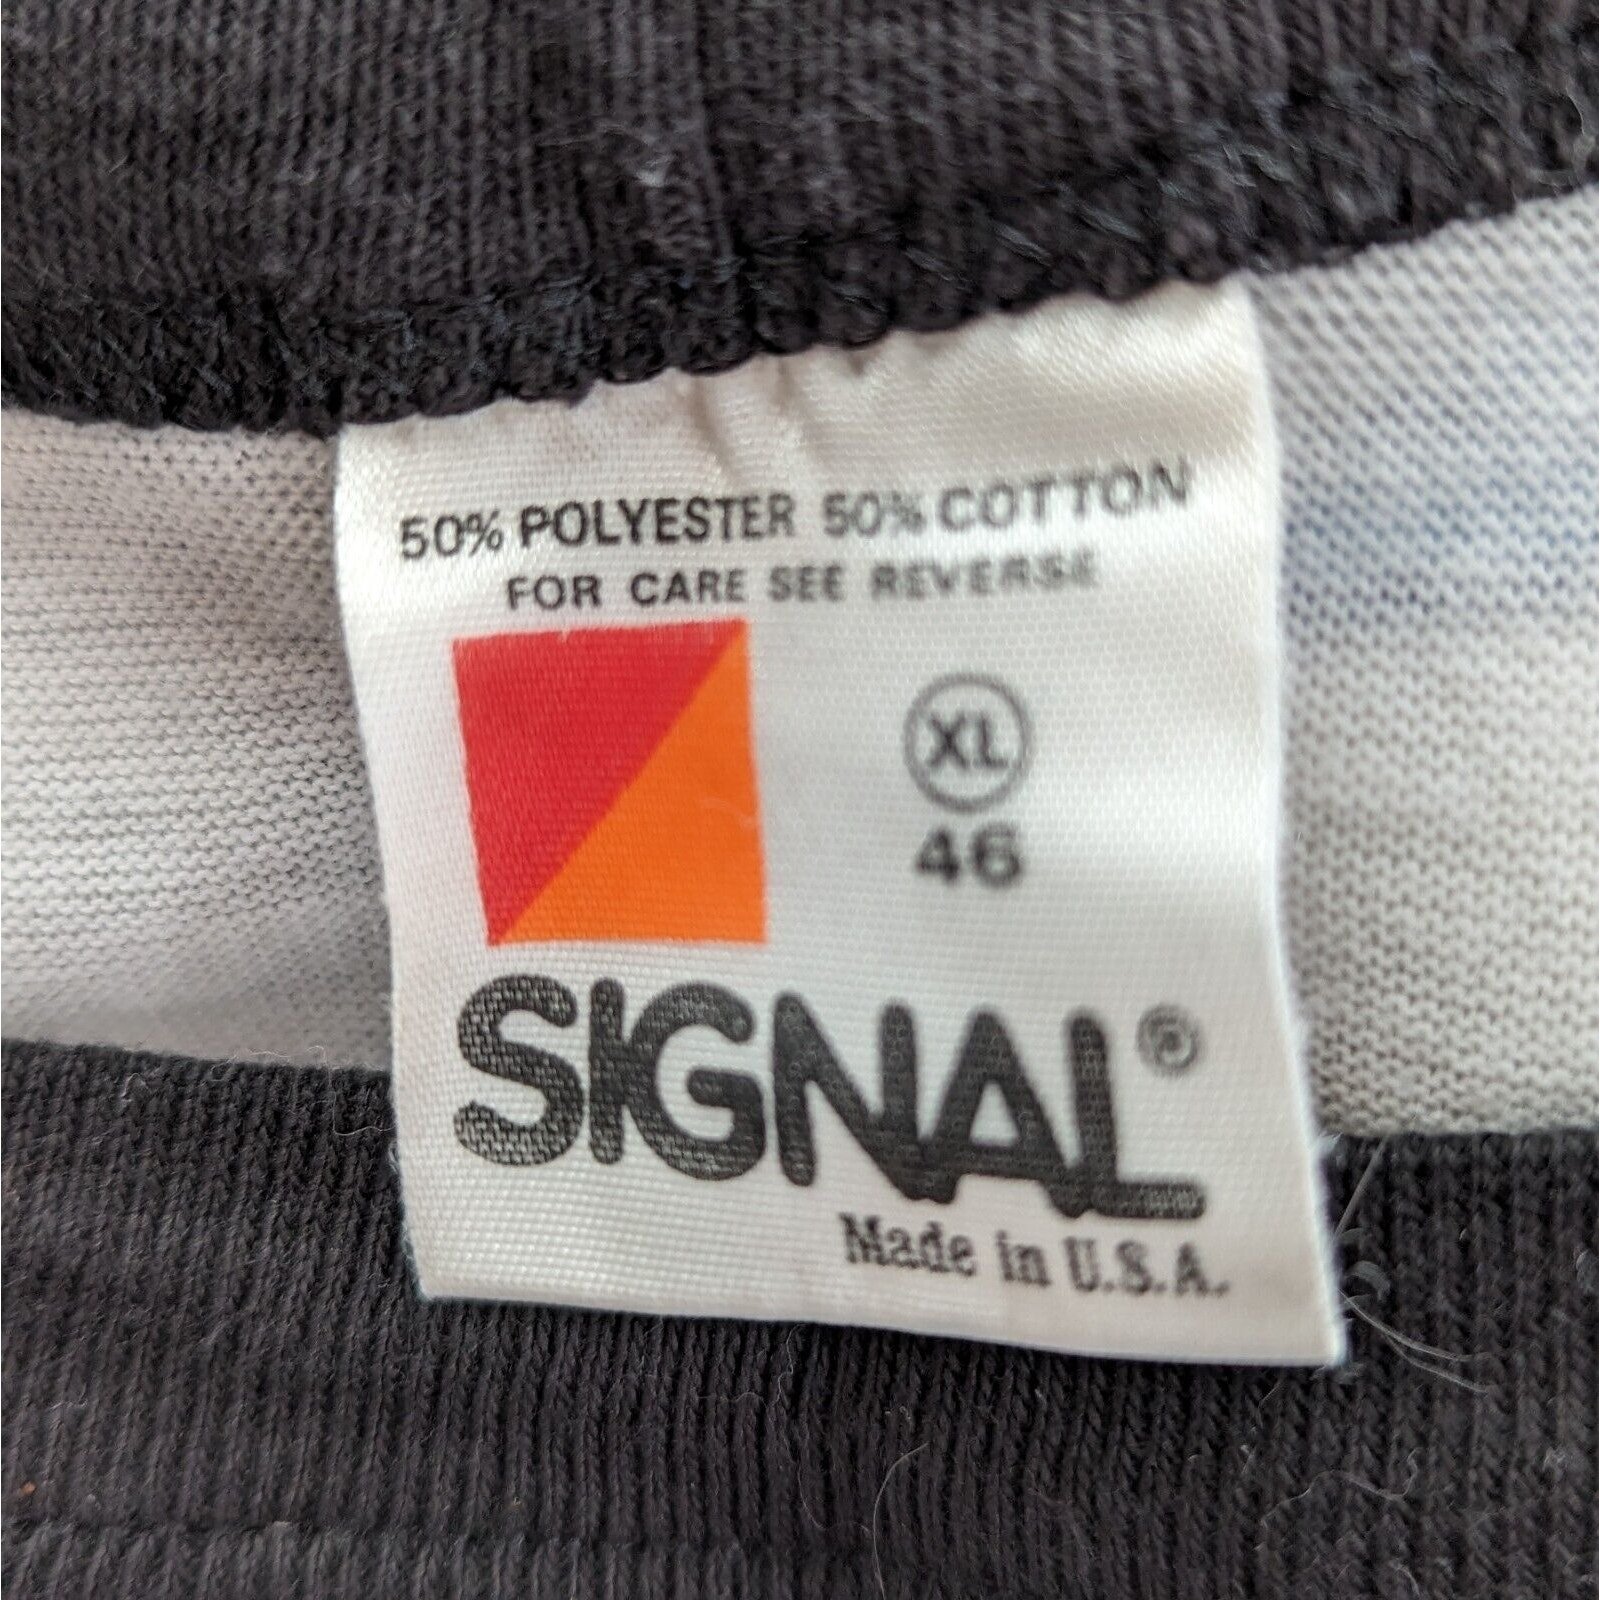 50% POLYESTER 50% COTTON
FOR CARE SEE REVERSE
XL
46
SIGNAL®
Made in U.S.A.